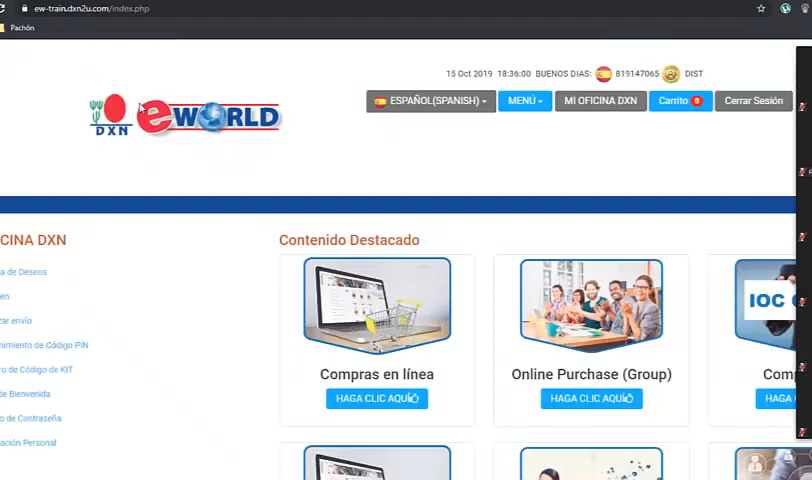 ew-train.dxn2u.com/index.php
Pachón
15 Oct 2019 18:36:00 BUENOS DIAS: 819147065 DIST
DXN
eWORLD
ESPAÑOL(SPANISH)
MENÚ
MI OFICINA DXN
Carrito 0
Cerrar Sesión
CINA DXN
Contenido Destacado
a de Deseos
en
zar envío
nimiento de Código PIN
ro de Código de KIT
de Bienvenida
o de Contraseña
ación Personal
IOC
Compras en línea
Online Purchase (Group)
Comp
HAGA CLIC AQUÍ
HAGA CLIC AQUÍ
HAGA